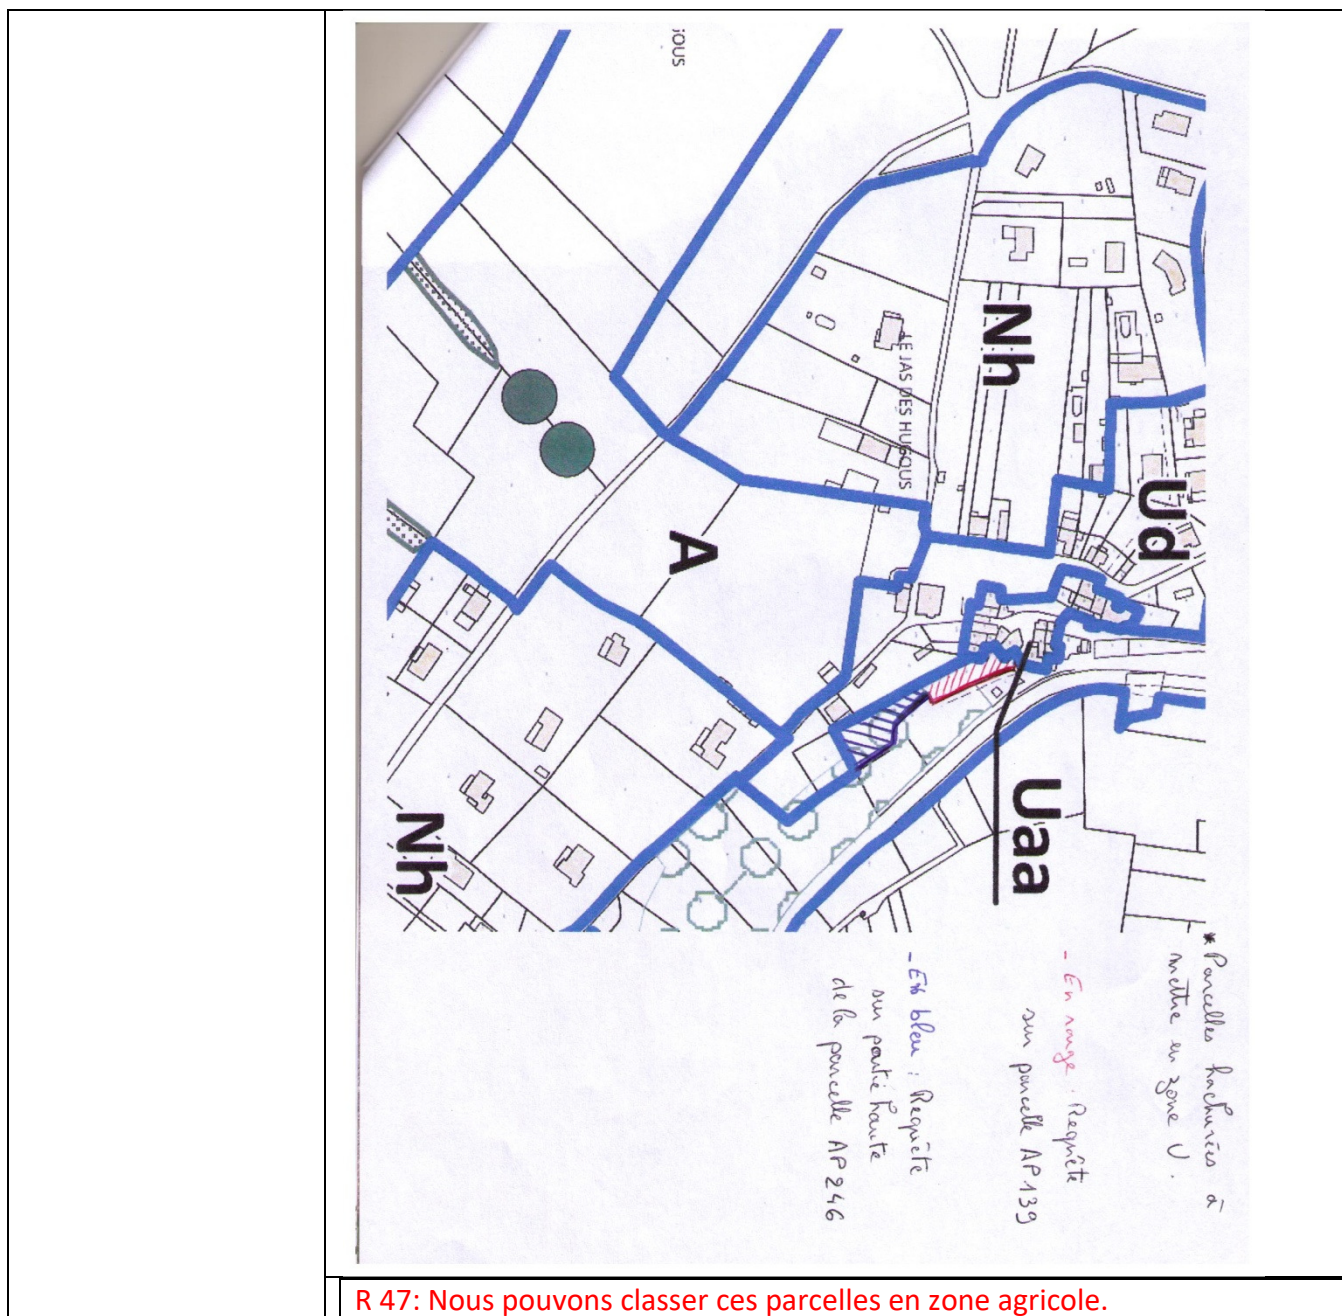 JOUS
Nh
LE JAS DES HUGOUS
Ud
A
Uaa
Nh
* Parcelles hachurées à
mettre en zone U.
- En rouge : Requête
sur parcelle AP 139
- En bleu : Requête
sur partie haute
de la parcelle AP 246
R 47: Nous pouvons classer ces parcelles en zone agricole.